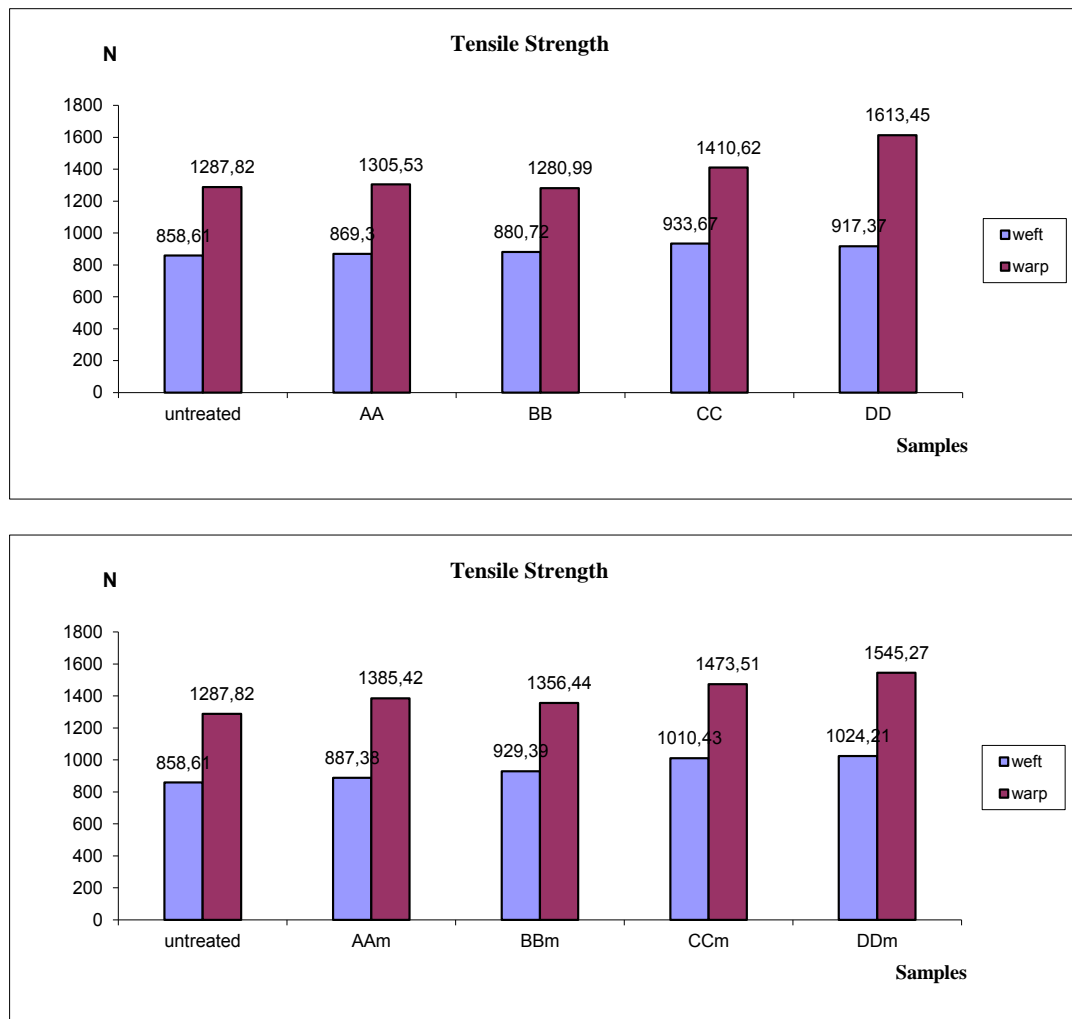 Tensile Strength
N
1800
1600
1400
1200
1000
800
600
400
200
0
858,61
1287,82
869,3
1305,53
880,72
1280,99
933,67
1410,62
917,37
1613,45
untreated
AA
BB
CC
DD
Samples
weft
warp
Tensile Strength
N
1800
1600
1400
1200
1000
800
600
400
200
0
858,61
1287,82
887,38
1385,42
929,39
1356,44
1010,43
1473,51
1024,21
1545,27
untreated
AAm
BBm
CCm
DDm
Samples
weft
warp